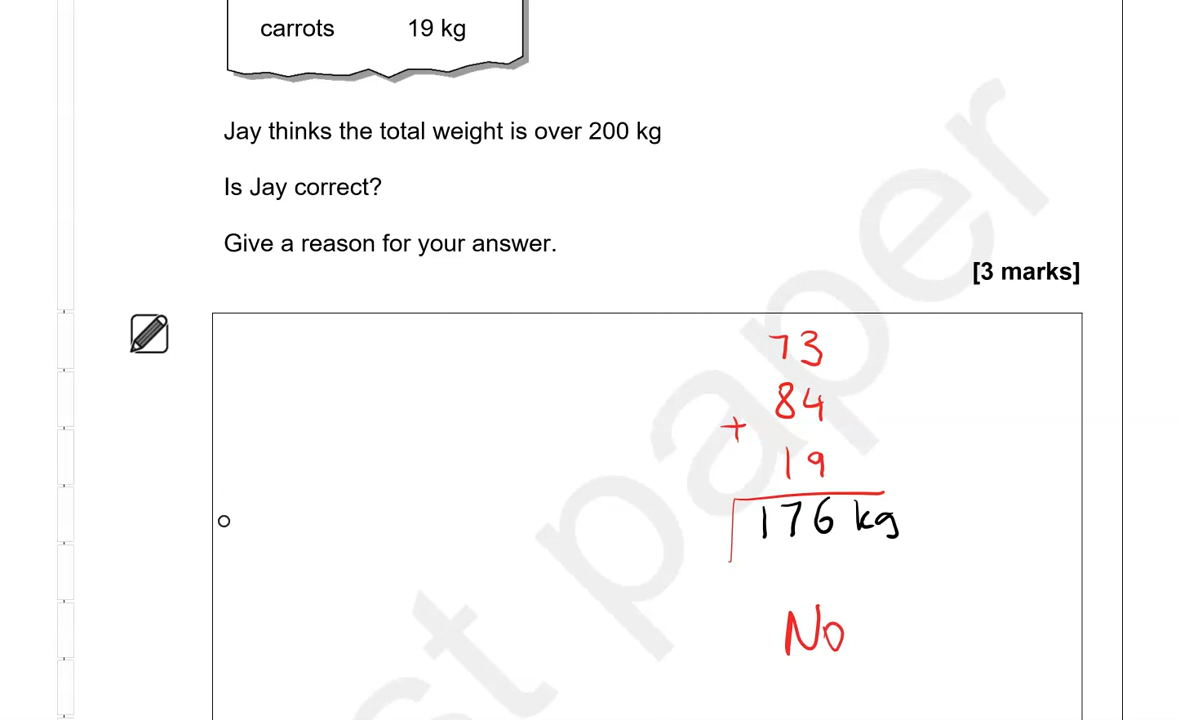 carrots 19 kg
Jay thinks the total weight is over 200 kg
Is Jay correct?
Give a reason for your answer.
[3 marks]
73
84
+
19
176 kg
No
t paper